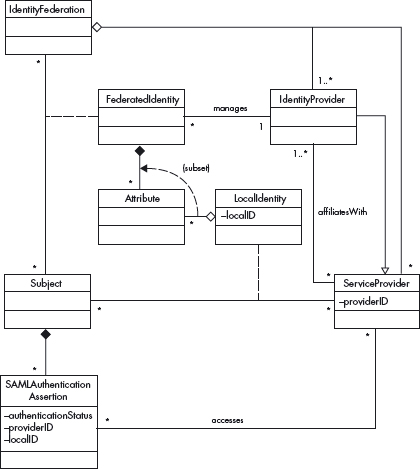 IdentityFederation
*
1..*
*
FederatedIdentity
manages
IdentityProvider
*
1
1..*
{subset}
*
Attribute
LocalIdentity
–localID
*
affiliatesWith
*
*
*
Subject
ServiceProvider
–providerID
*
*
*
*
SAMLAuthentication
Assertion
–authenticationStatus
–providerID
–localID
*
accesses